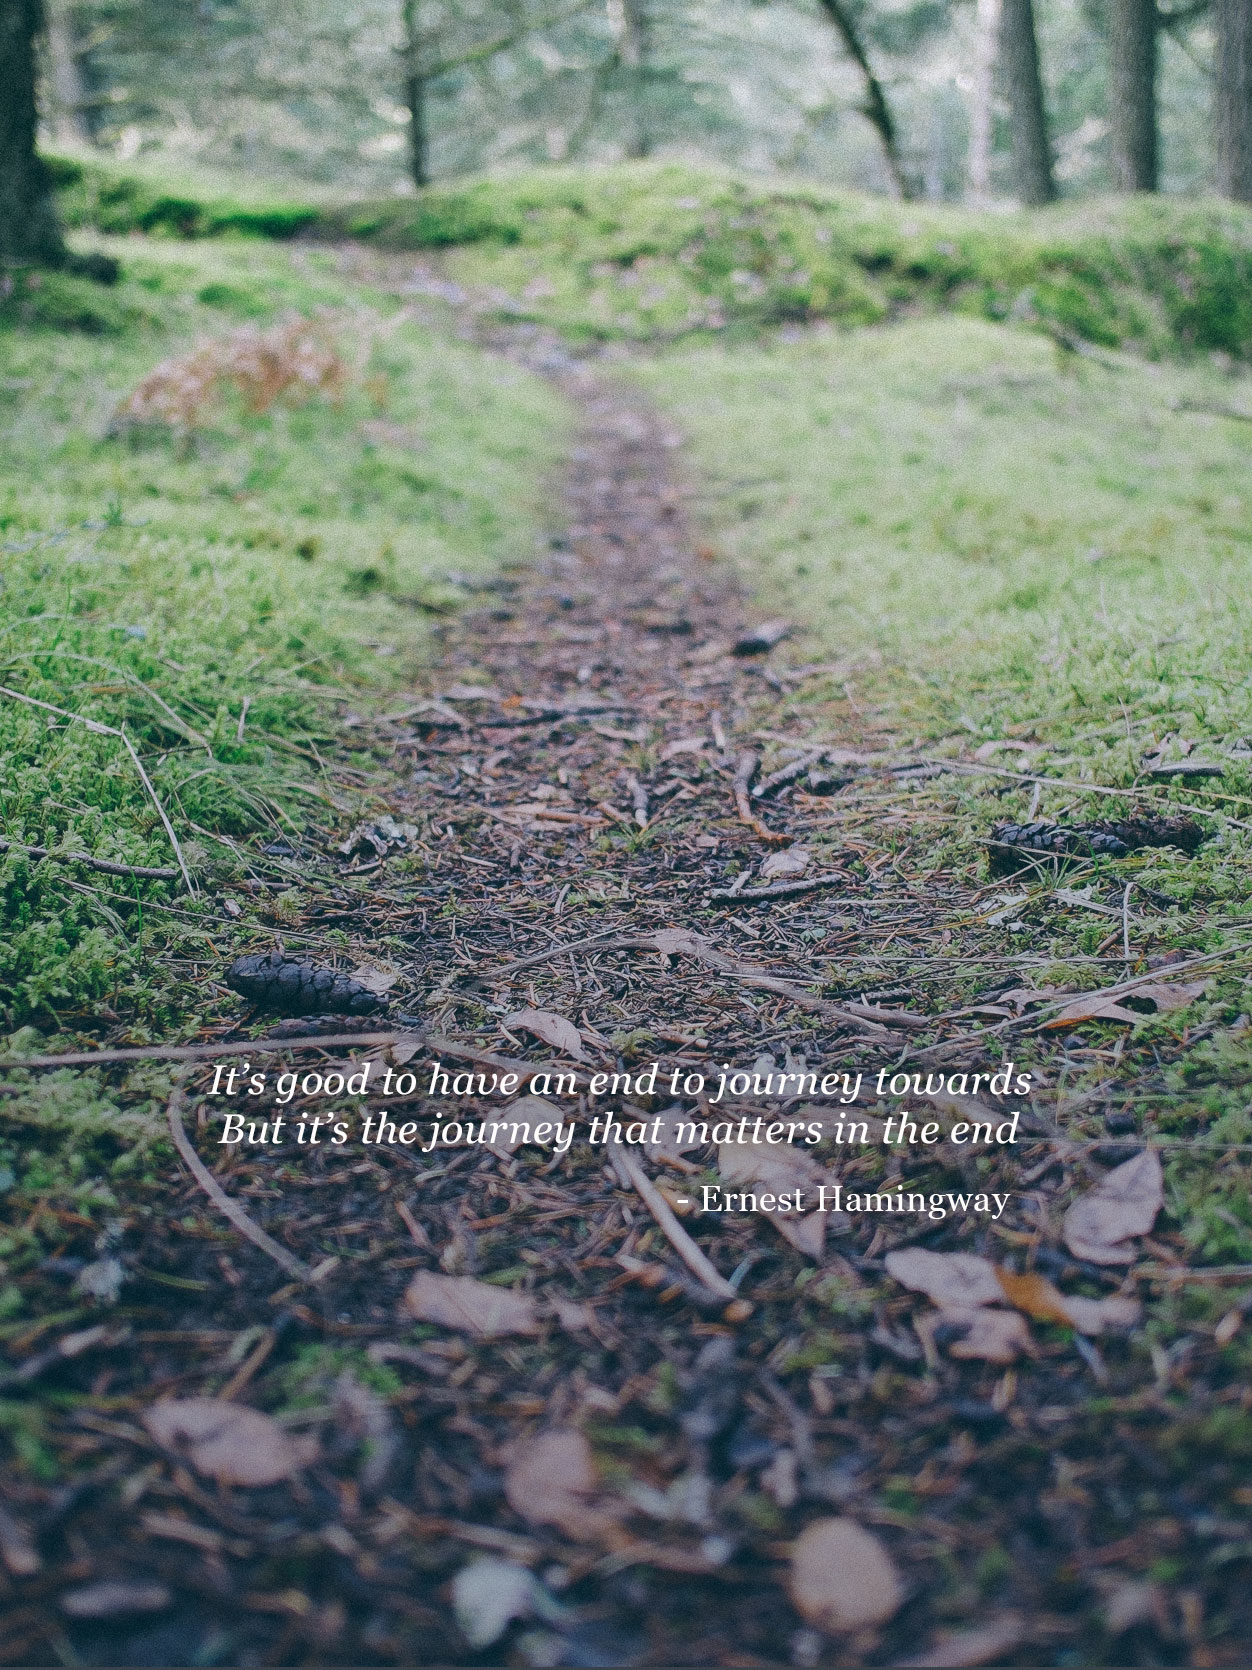 It’s good to have an end to journey towards
But it’s the journey that matters in the end
- Ernest Hamingway